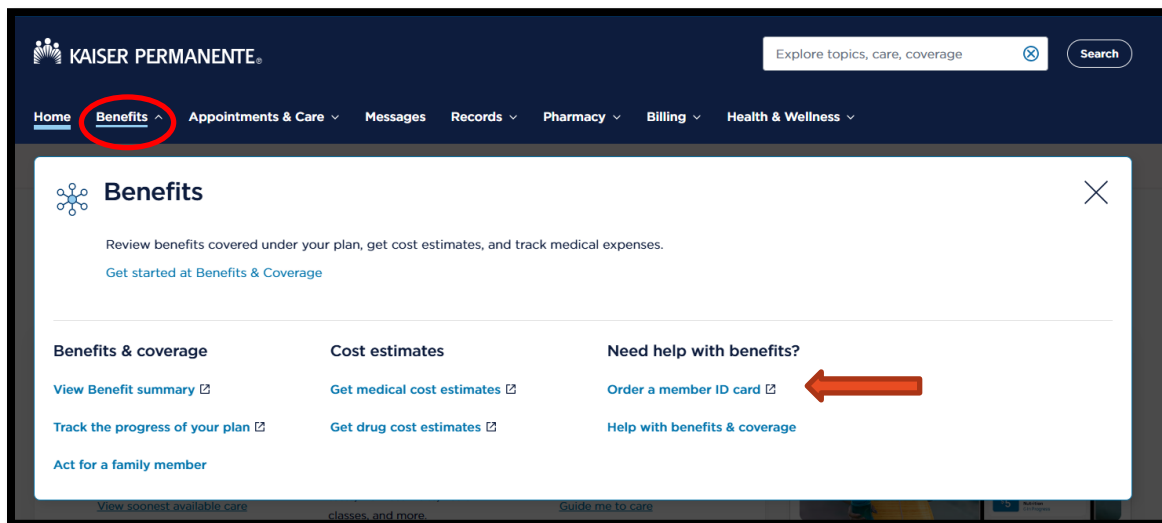 KAISER PERMANENTE®
Explore topics, care, coverage
Search
Home Benefits Appointments & Care Messages Records Pharmacy Billing Health & Wellness
Benefits
Review benefits covered under your plan, get cost estimates, and track medical expenses.
Get started at Benefits & Coverage
Benefits & coverage
View Benefit summary
Track the progress of your plan
Act for a family member
Cost estimates
Get medical cost estimates
Get drug cost estimates
Need help with benefits?
Order a member ID card
Help with benefits & coverage
View soonest available care
classes, and more.
Guide me to care